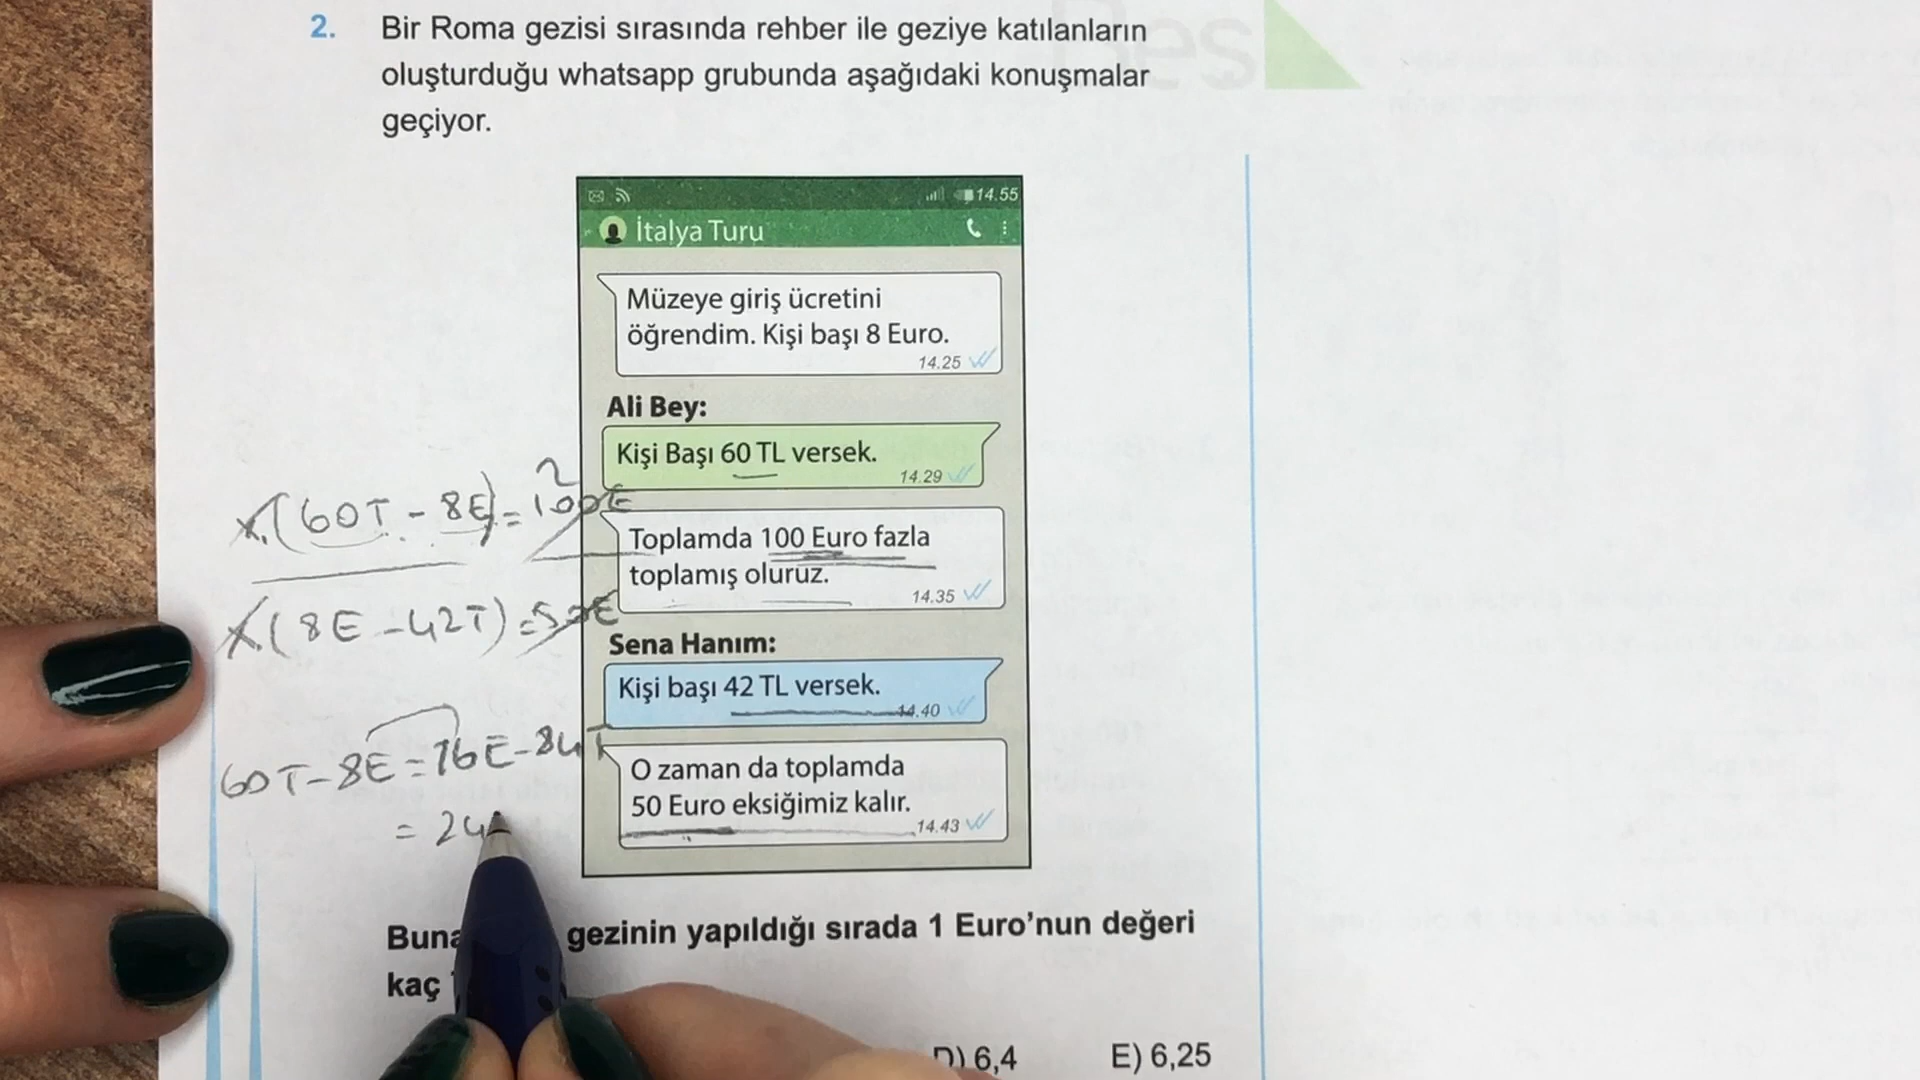 2. Bir Roma gezisi sırasında rehber ile geziye katılanların
oluşturduğu whatsapp grubunda aşağıdaki konuşmalar
geçiyor.
14.55
İtalya Turu
Müzeye giriş ücretini
öğrendim. Kişi başı 8 Euro.
14.25
Ali Bey:
Kişi Başı 60 TL versek.
14.29
Toplamda 100 Euro fazla
toplamış oluruz.
14.35
Sena Hanım:
Kişi başı 42 TL versek.
14.40
O zaman da toplamda
50 Euro eksiğimiz kalır.
14.43
x.(60T - 8E) = 100E
2
x(8E - 42T) = 50E
60T - 8E = 16E - 84T
= 24
gezinin yapıldığı sırada 1 Euro'nun değeri
kaç
D) 6,4 E) 6,25